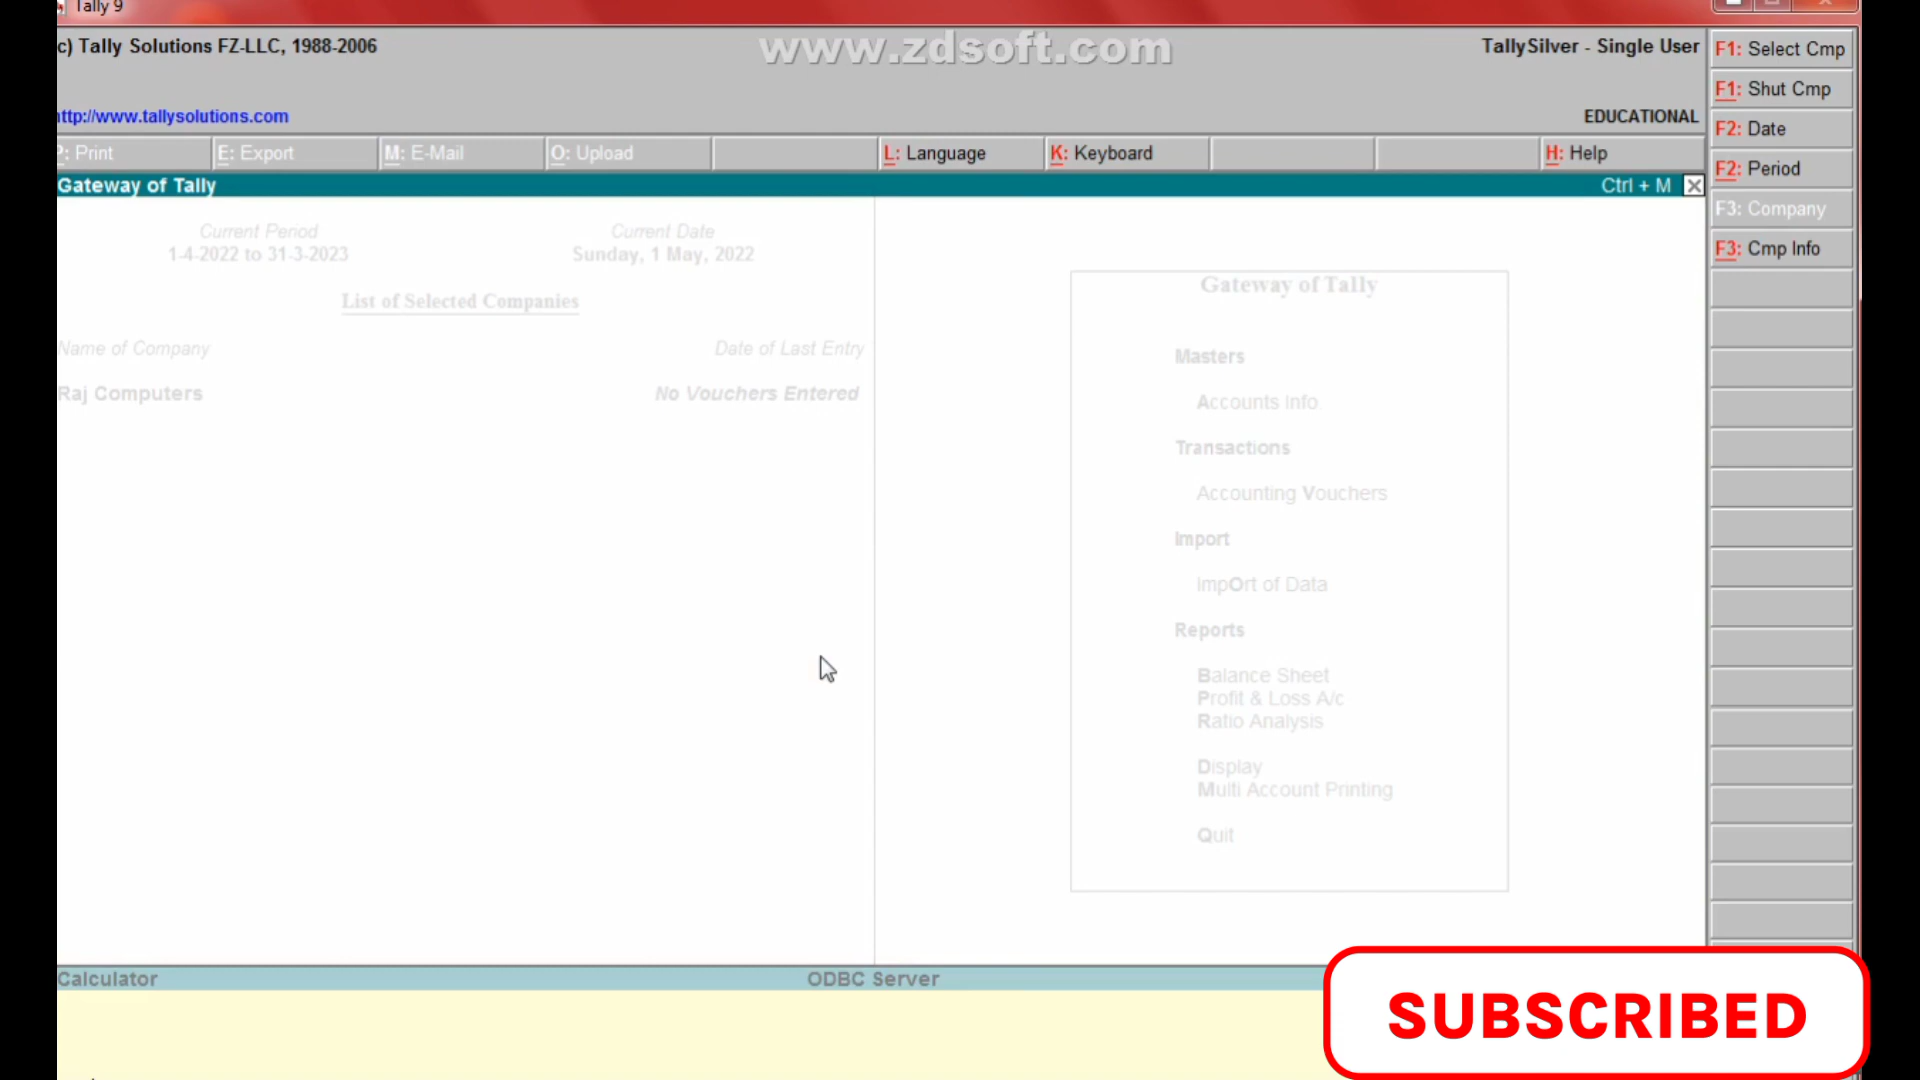 Tally 9
c) Tally Solutions FZ-LLC, 1988-2006
www.zdsoft.com
TallySilver - Single User
ttp://www.tallysolutions.com
EDUCATIONAL
P: Print
E: Export
M: E-Mail
O: Upload
L: Language
K: Keyboard
H: Help
Gateway of Tally
Ctrl + M
Current Period
1-4-2022 to 31-3-2023
Current Date
Sunday, 1 May, 2022
List of Selected Companies
Name of Company
Date of Last Entry
Raj Computers
No Vouchers Entered
Gateway of Tally
Masters
Accounts Info.
Transactions
Accounting Vouchers
Import
ImpOrt of Data
Reports
Balance Sheet
Profit & Loss A/c
Ratio Analysis
Display
Multi Account Printing
Quit
F1: Select Cmp
F1: Shut Cmp
F2: Date
F2: Period
F3: Company
F3: Cmp Info
Calculator
ODBC Server
SUBSCRIBED